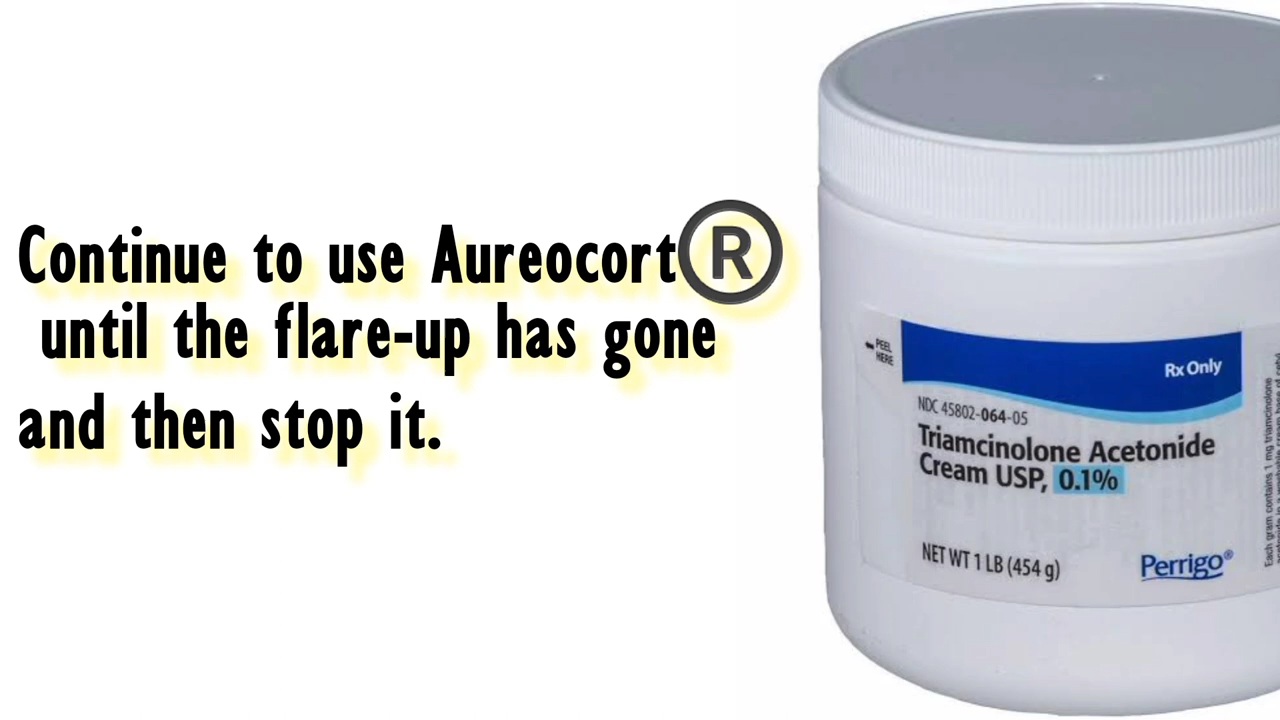 Continue to use Aureocort®
until the flare-up has gone
and then stop it.
PEEL
HERE
Rx Only
NDC 45802-064-05
Triamcinolone Acetonide
Cream USP, 0.1%
NET WT 1 LB (454 g)
Perrigo®
Each gram contains 1 mg triamcinolone